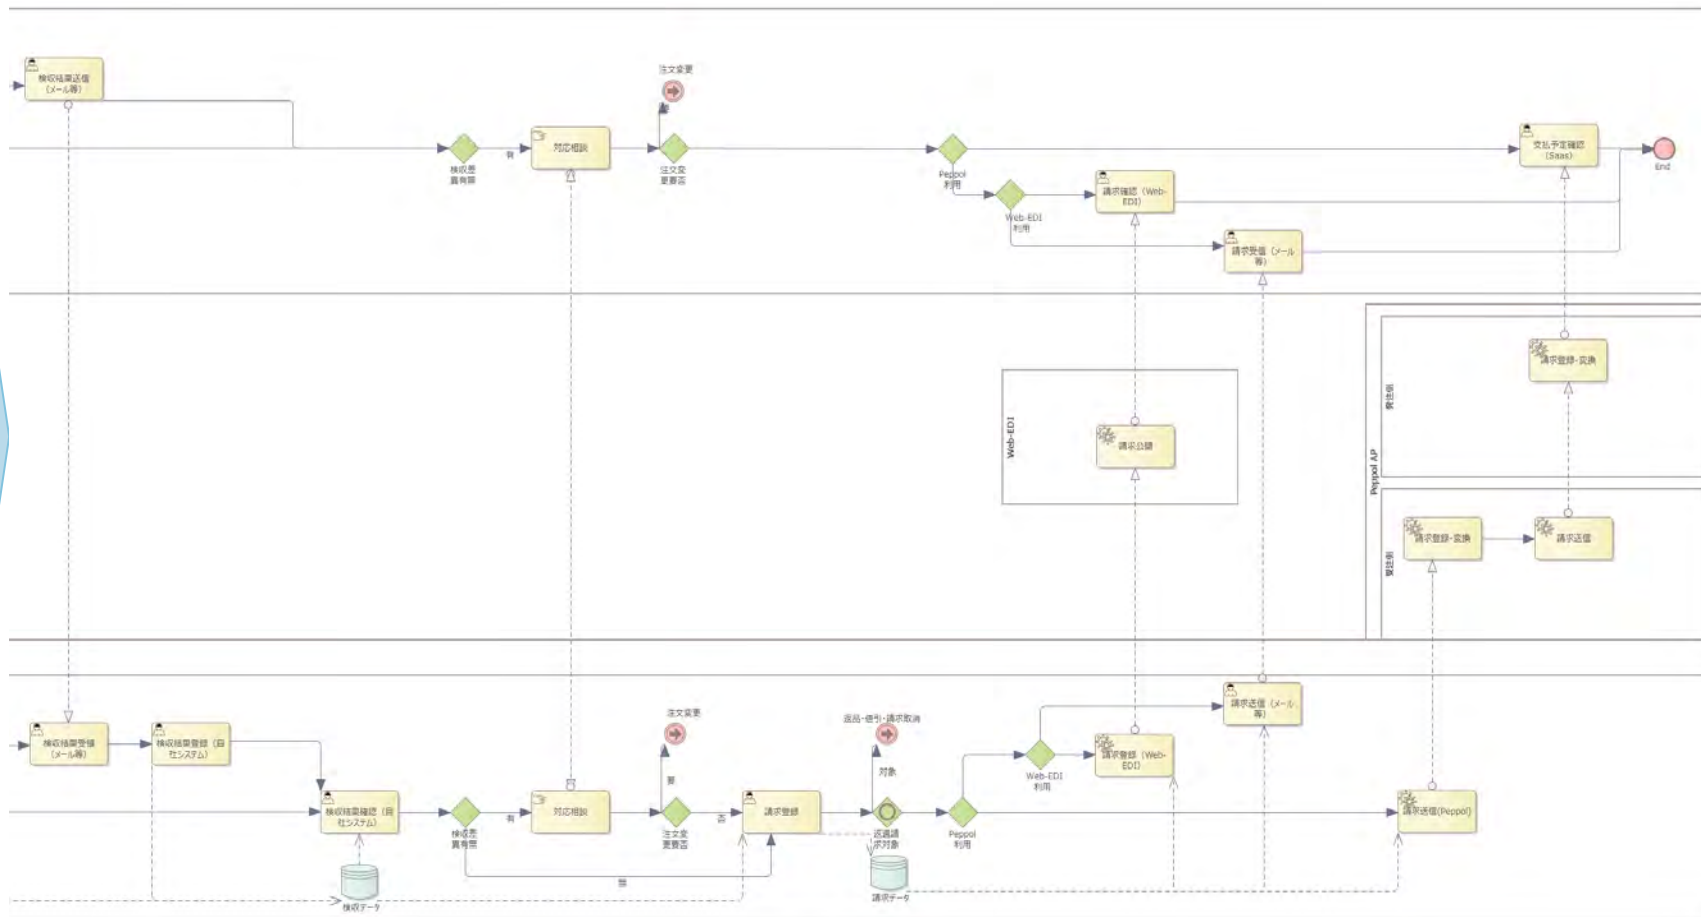 検収結果送信
(メール等)
注文変更
検収差
異有無
有
対応相談
要
注文変
更要否
Peppol
利用
Web-EDI
利用
請求確認（Web-
EDI）
請求受信（メール
等）
支払予定確認
（Saas）
End
Web-EDI
請求公開
Peppol AP
発注側
請求登録・変換
受注側
請求登録・変換
請求送信
検収結果受領
（メール等）
検収結果登録（自
社システム）
検収結果確認（自
社システム）
検収データ
検収差
異有無
有
無
対応相談
注文変更
要
注文変
更要否
否
請求登録
返品・値引・請求取消
対象
請求データ
Peppol
利用
Web-EDI
利用
請求送信（メール
等）
請求登録（Web-
EDI）
請求送信(Peppol)